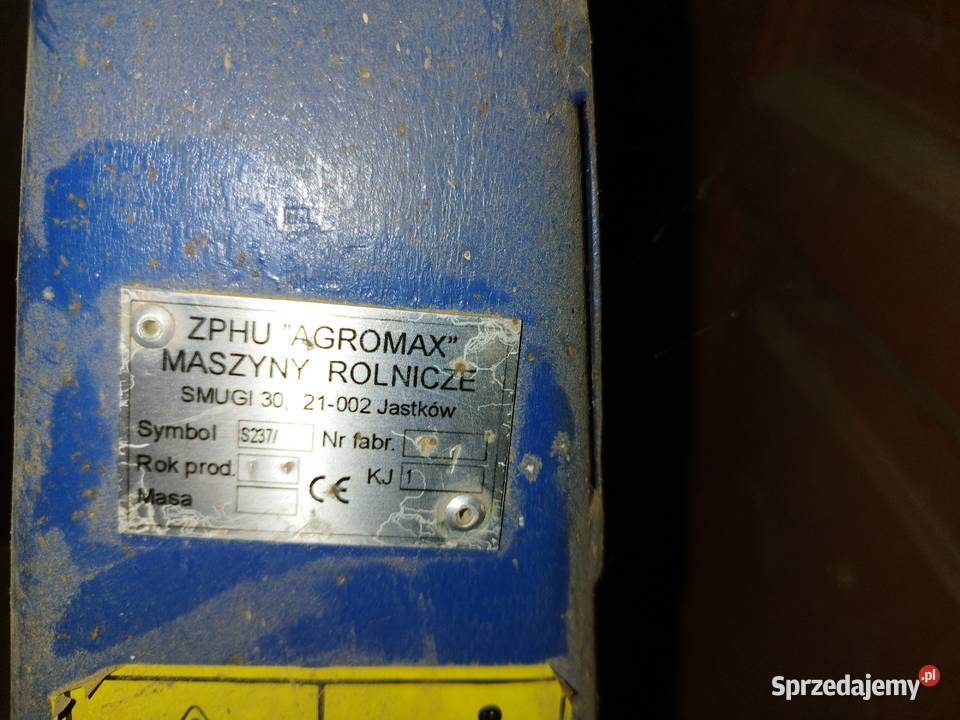 ZPHU "AGROMAX"
MASZYNY ROLNICZE
SMUGI 30, 21-002 Jastków
Symbol S237/ Nr fabr.
Rok prod. KJ 1
Masa CE
Sprzedajemy.pl